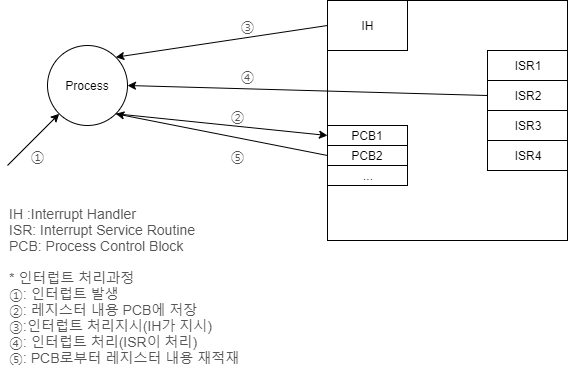 ③
IH
④
Process
ISR1
ISR2
ISR3
ISR4
②
PCB1
①
⑤
PCB2
...
IH :Interrupt Handler
ISR: Interrupt Service Routine
PCB: Process Control Block
* 인터럽트 처리과정
①: 인터럽트 발생
②: 레지스터 내용 PCB에 저장
③:인터럽트 처리지시(IH가 지시)
④: 인터럽트 처리(ISR이 처리)
⑤: PCB로부터 레지스터 내용 재적재